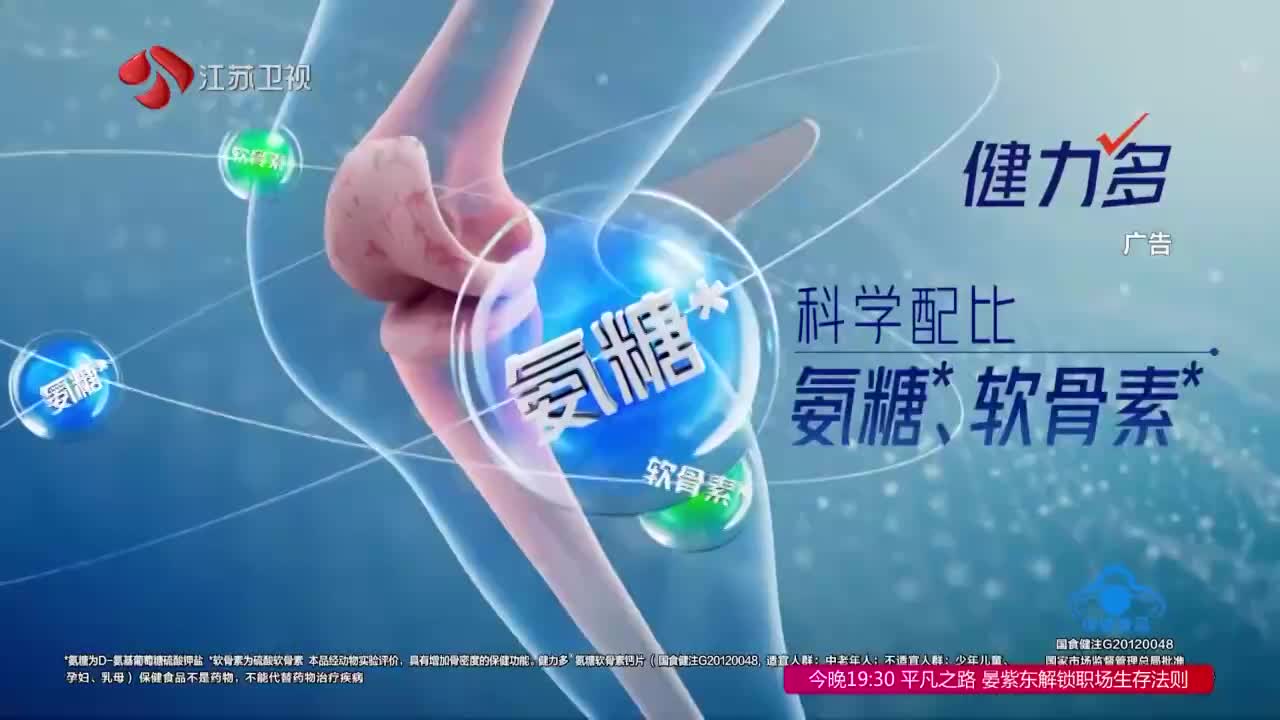 江苏卫视
软骨素
健力多
广告
科学配比
氨糖*
氨糖*、软骨素*
氨糖*
软骨素*
保健食品
国食健注G20120048
国家市场监督管理总局批准
*氨糖为D-氨基葡萄糖硫酸钾盐 *软骨素为硫酸软骨素 本品经动物实验评价,具有增加骨密度的保健功能。健力多®氨糖软骨素钙片(国食健注G20120048,适宜人群:中老年人;不适宜人群:少年儿童、
孕妇、乳母)保健食品不是药物,不能代替药物治疗疾病
今晚19:30 平凡之路 晏紫东解锁职场生存法则